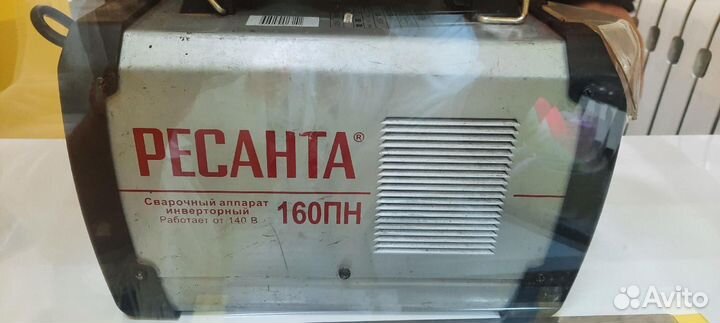 РЕСАНТА®
Сварочный аппарат
инверторный
Работает от 140 В
160ПН
Avito